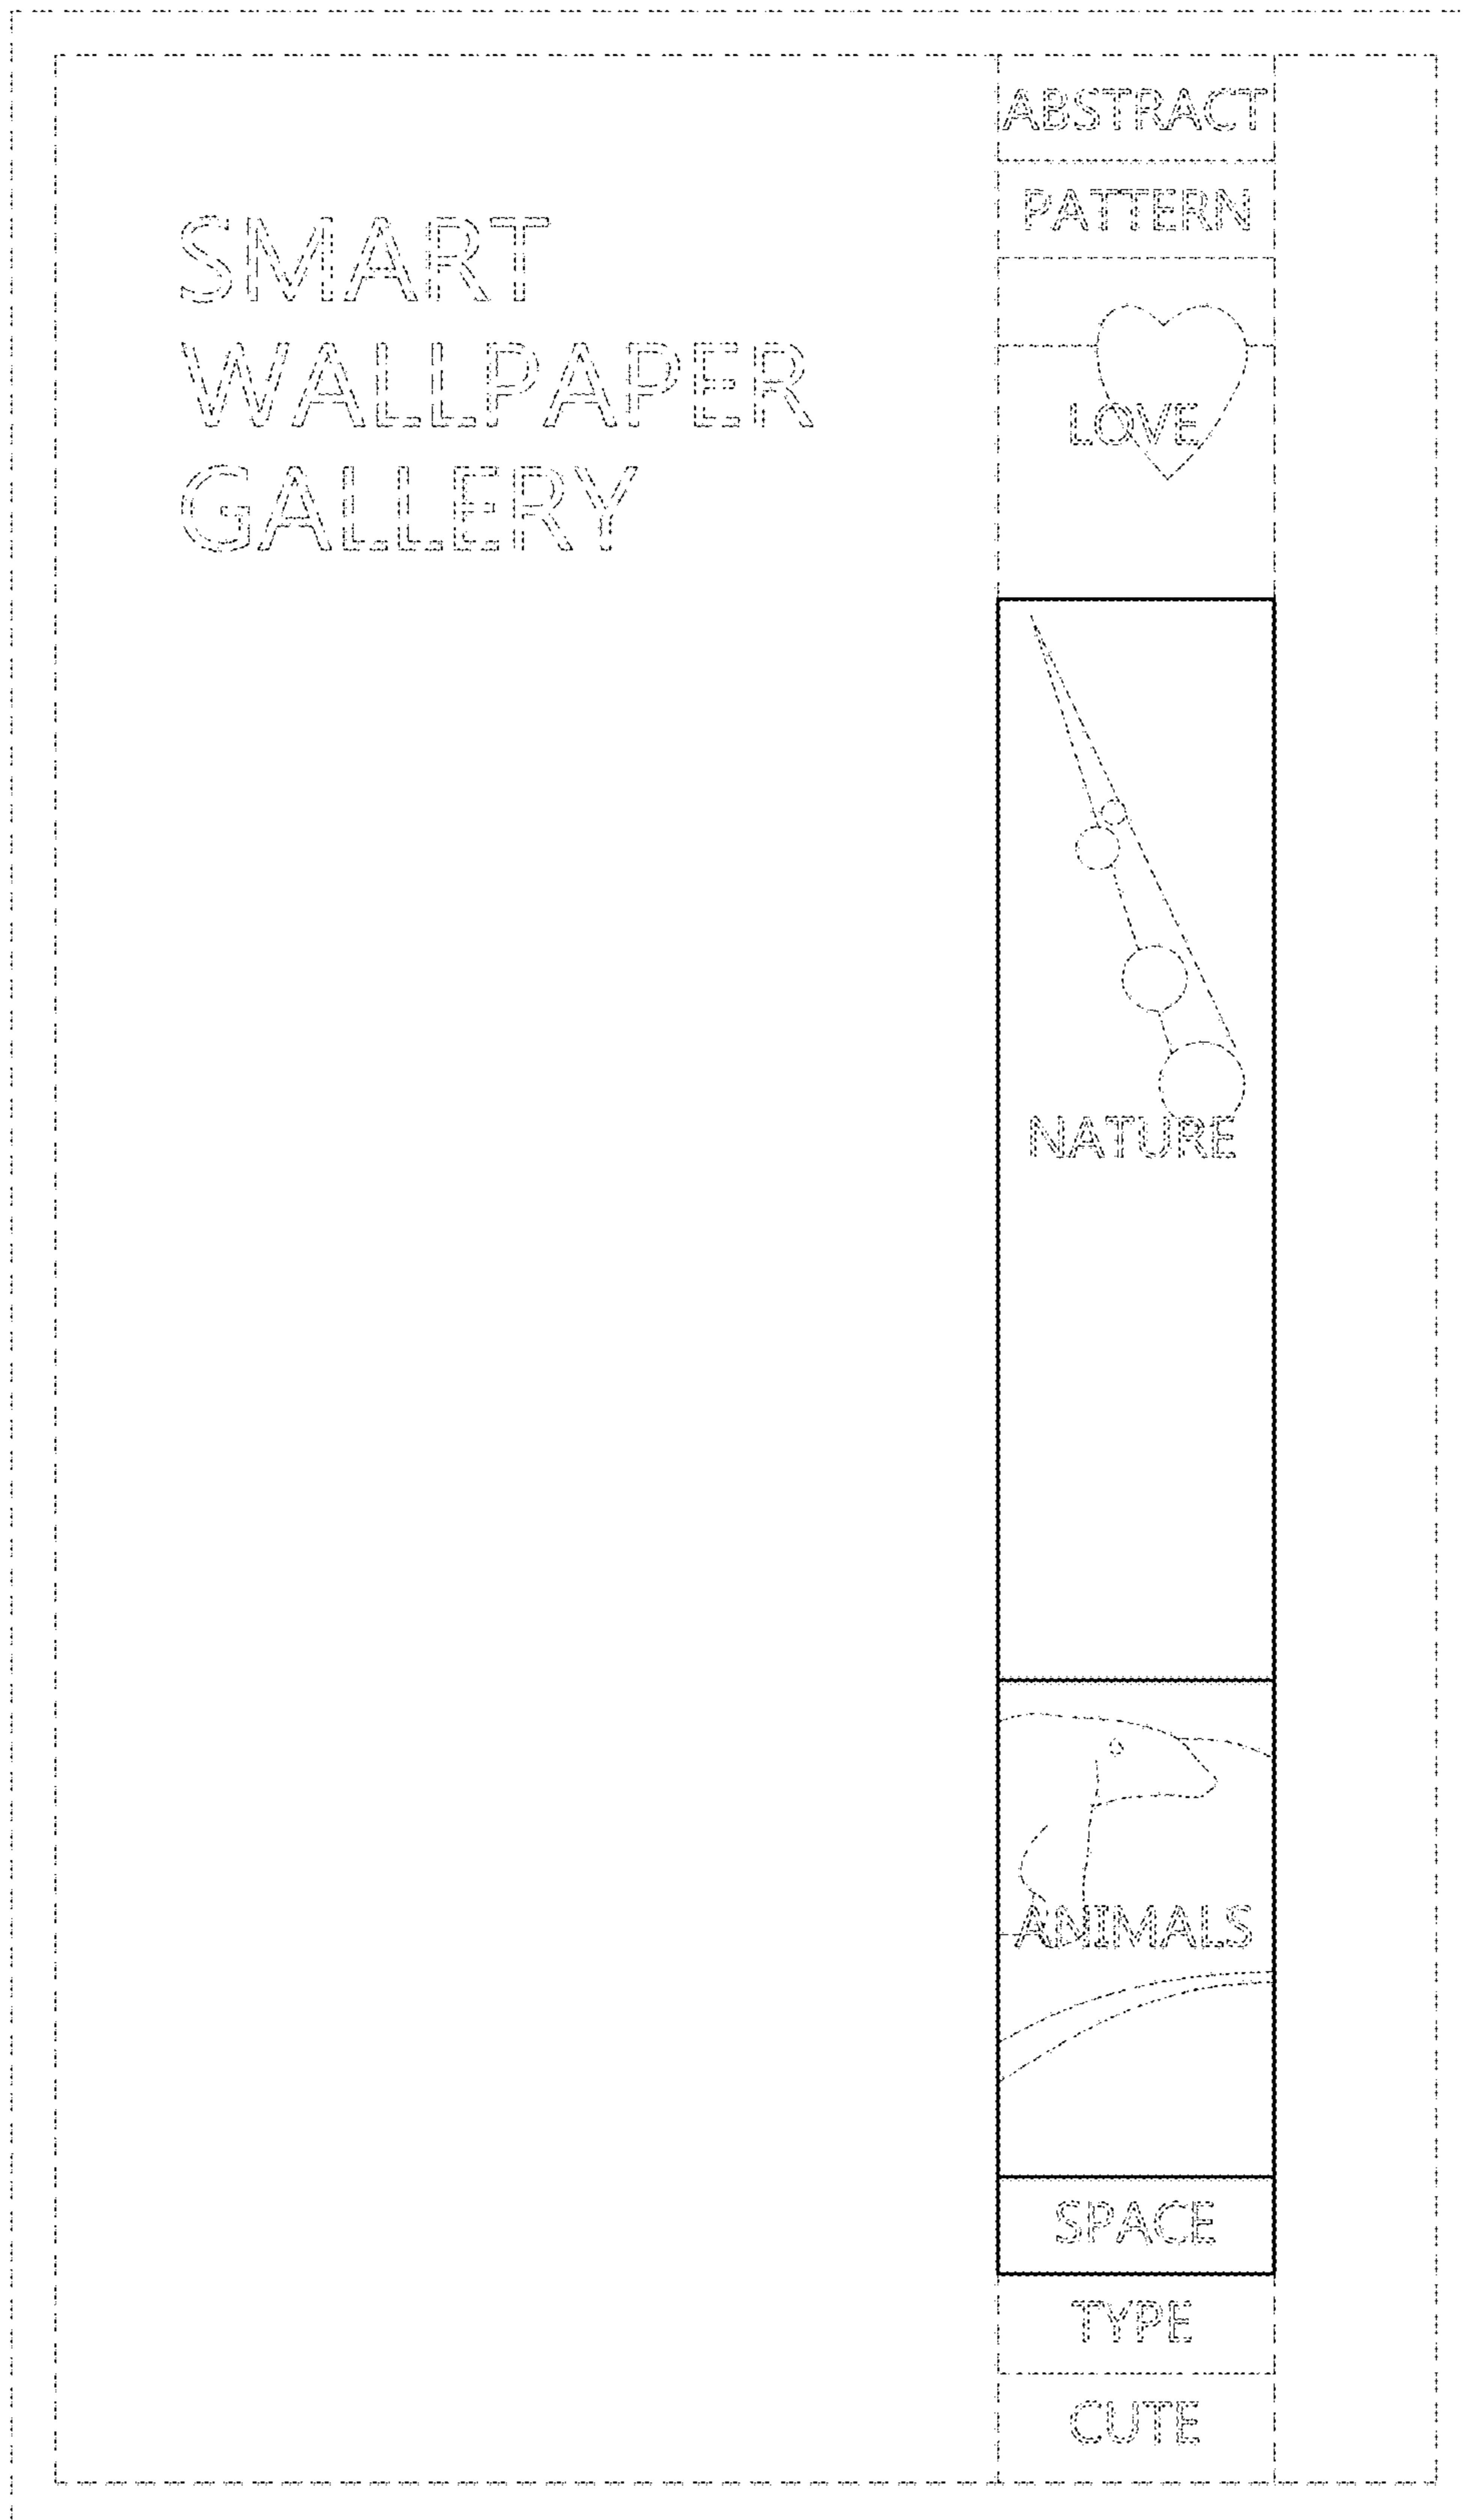 SMART
WALLPAPER
GALLERY
ABSTRACT
PATTERN
LOVE
NATURE
ANIMALS
SPACE
TYPE
CUTE